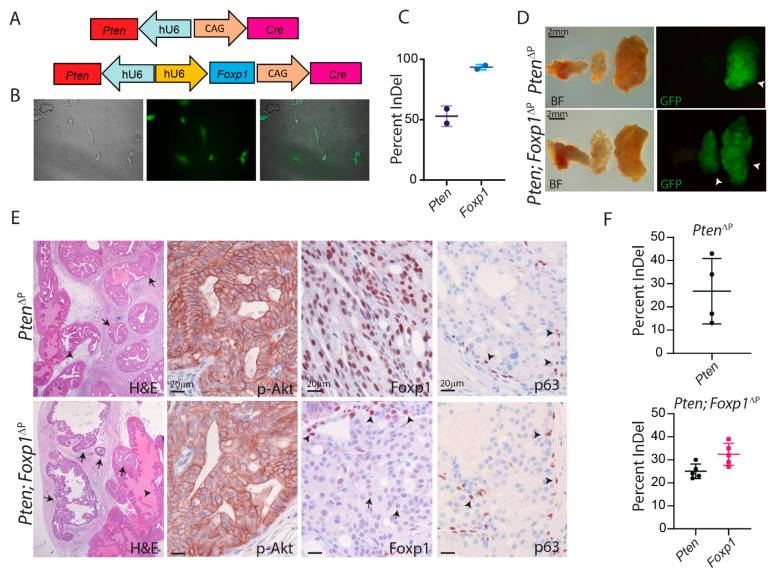 A
Pten
hU6
CAG
Cre
Pten
hU6
hU6
Foxp1
CAG
Cre
B
C
Percent InDel
100
50
0
Pten
Foxp1
D
PtenΔP
2mm
BF
GFP
Pten; Foxp1ΔP
2mm
BF
GFP
E
PtenΔP
H&E
20µm
p-Akt
20µm
Foxp1
20µm
p63
Pten; Foxp1ΔP
H&E
p-Akt
Foxp1
p63
F
PtenΔP
Percent InDel
50
40
30
20
10
0
Pten
Pten; Foxp1ΔP
Percent InDel
50
40
30
20
10
0
Pten
Foxp1